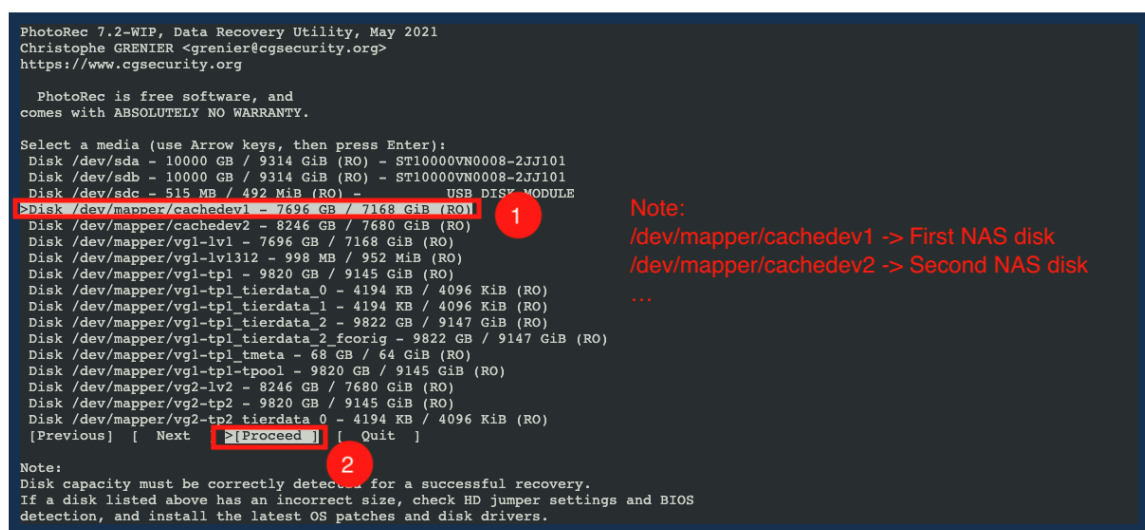 PhotoRec 7.2-WIP, Data Recovery Utility, May 2021
Christophe GRENIER <grenier@cgsecurity.org>
https://www.cgsecurity.org
PhotoRec is free software, and
comes with ABSOLUTELY NO WARRANTY.
Select a media (use Arrow keys, then press Enter):
Disk /dev/sda - 10000 GB / 9314 GiB (RO) - ST10000VN0008-2JJ101
Disk /dev/sdb - 10000 GB / 9314 GiB (RO) - ST10000VN0008-2JJ101
Disk /dev/sdc - 515 MB / 492 MiB (RO) - USB DISK MODULE
>Disk /dev/mapper/cachedev1 - 7696 GB / 7168 GiB (RO)
1
Disk /dev/mapper/cachedev2 - 8246 GB / 7680 GiB (RO)
Disk /dev/mapper/vg1-lv1 - 7696 GB / 7168 GiB (RO)
Disk /dev/mapper/vg1-lv1312 - 998 MB / 952 MiB (RO)
Disk /dev/mapper/vg1-tp1 - 9820 GB / 9145 GiB (RO)
Disk /dev/mapper/vg1-tp1_tierdata_0 - 4194 KB / 4096 KiB (RO)
Disk /dev/mapper/vg1-tp1_tierdata_1 - 4194 KB / 4096 KiB (RO)
Disk /dev/mapper/vg1-tp1_tierdata_2 - 9822 GB / 9147 GiB (RO)
Disk /dev/mapper/vg1-tp1_tierdata_2_fcorig - 9822 GB / 9147 GiB (RO)
Disk /dev/mapper/vg1-tp1_tmeta - 68 GB / 64 GiB (RO)
Disk /dev/mapper/vg1-tp1-tpool - 9820 GB / 9145 GiB (RO)
Disk /dev/mapper/vg2-lv2 - 8246 GB / 7680 GiB (RO)
Disk /dev/mapper/vg2-tp2 - 9820 GB / 9145 GiB (RO)
Disk /dev/mapper/vg2-tp2_tierdata_0 - 4194 KB / 4096 KiB (RO)
[Previous] [ Next >[Proceed ] [ Quit ]
2
Note:
Disk capacity must be correctly detected for a successful recovery.
If a disk listed above has an incorrect size, check HD jumper settings and BIOS
detection, and install the latest OS patches and disk drivers.
Note:
/dev/mapper/cachedev1 -> First NAS disk
/dev/mapper/cachedev2 -> Second NAS disk
...